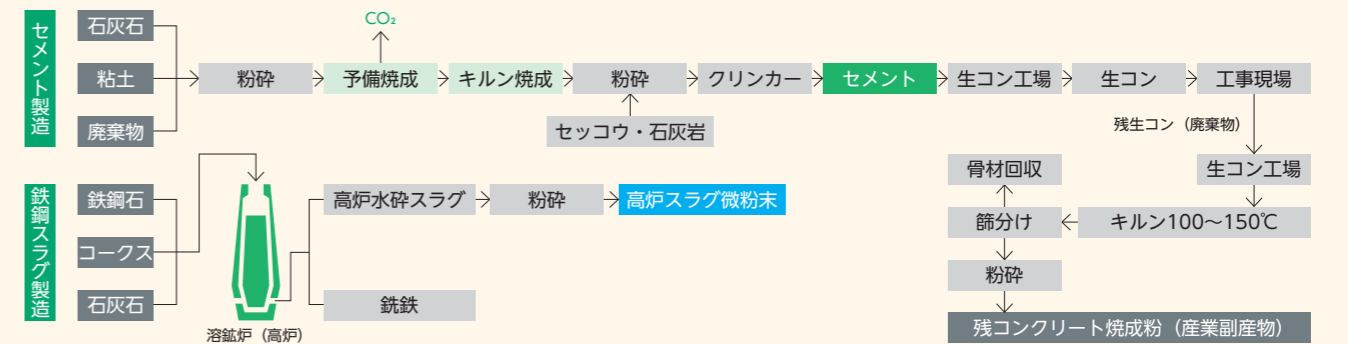 セメント製造
石灰石
粘土
廃棄物
粉砕
CO₂
予備焼成
キルン焼成
粉砕
セッコウ・石灰岩
クリンカー
セメント
生コン工場
生コン
工事現場
残生コン（廃棄物）
生コン工場
キルン100〜150℃
篩分け
骨材回収
粉砕
残コンクリート焼成粉（産業副産物）
鉄鋼スラグ製造
鉄鋼石
コークス
石灰石
溶鉱炉（高炉）
高炉水砕スラグ
粉砕
高炉スラグ微粉末
銑鉄